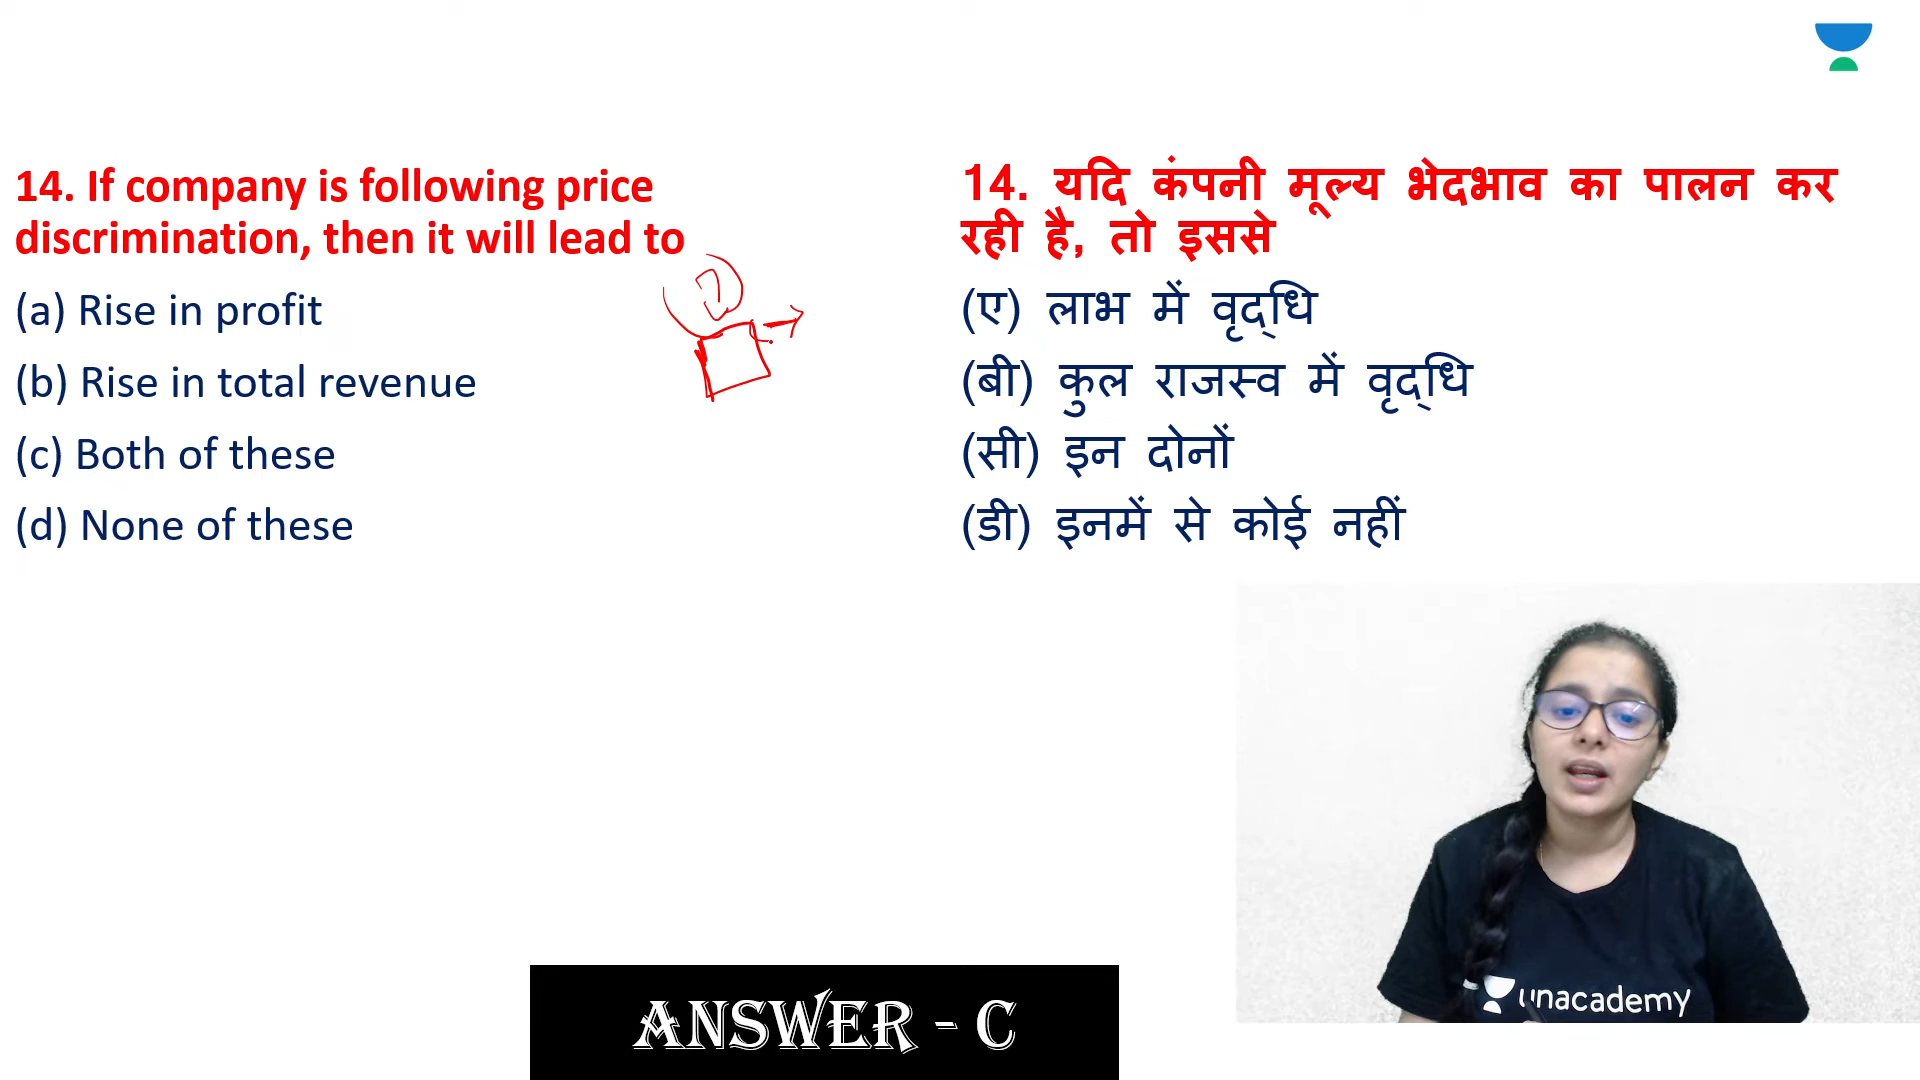 14. If company is following price
discrimination, then it will lead to
(a) Rise in profit
(b) Rise in total revenue
(c) Both of these
(d) None of these
14. यदि कंपनी मूल्य भेदभाव का पालन कर
रही है, तो इससे
(ए) लाभ में वृद्धि
(बी) कुल राजस्व में वृद्धि
(सी) इन दोनों
(डी) इनमें से कोई नहीं
unacademy
ANSWER - C